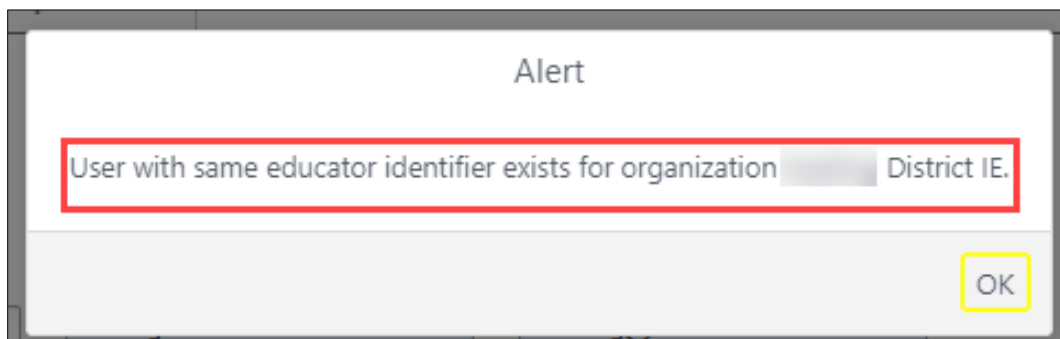 Alert
User with same educator identifier exists for organization District IE.
OK